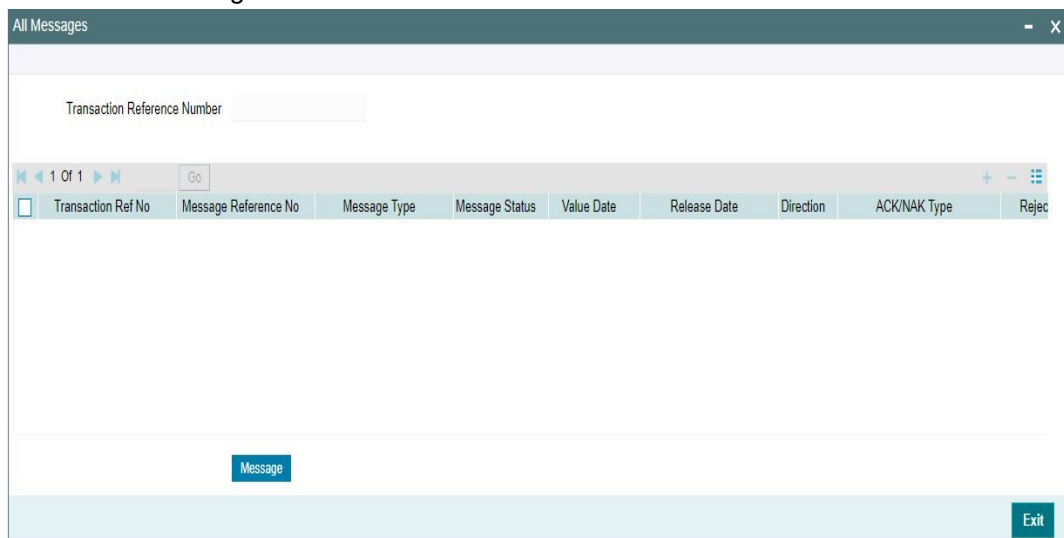 All Messages - X
Transaction Reference Number
1 Of 1 Go + -
Transaction Ref No Message Reference No Message Type Message Status Value Date Release Date Direction ACK/NAK Type Rejec
Message
Exit